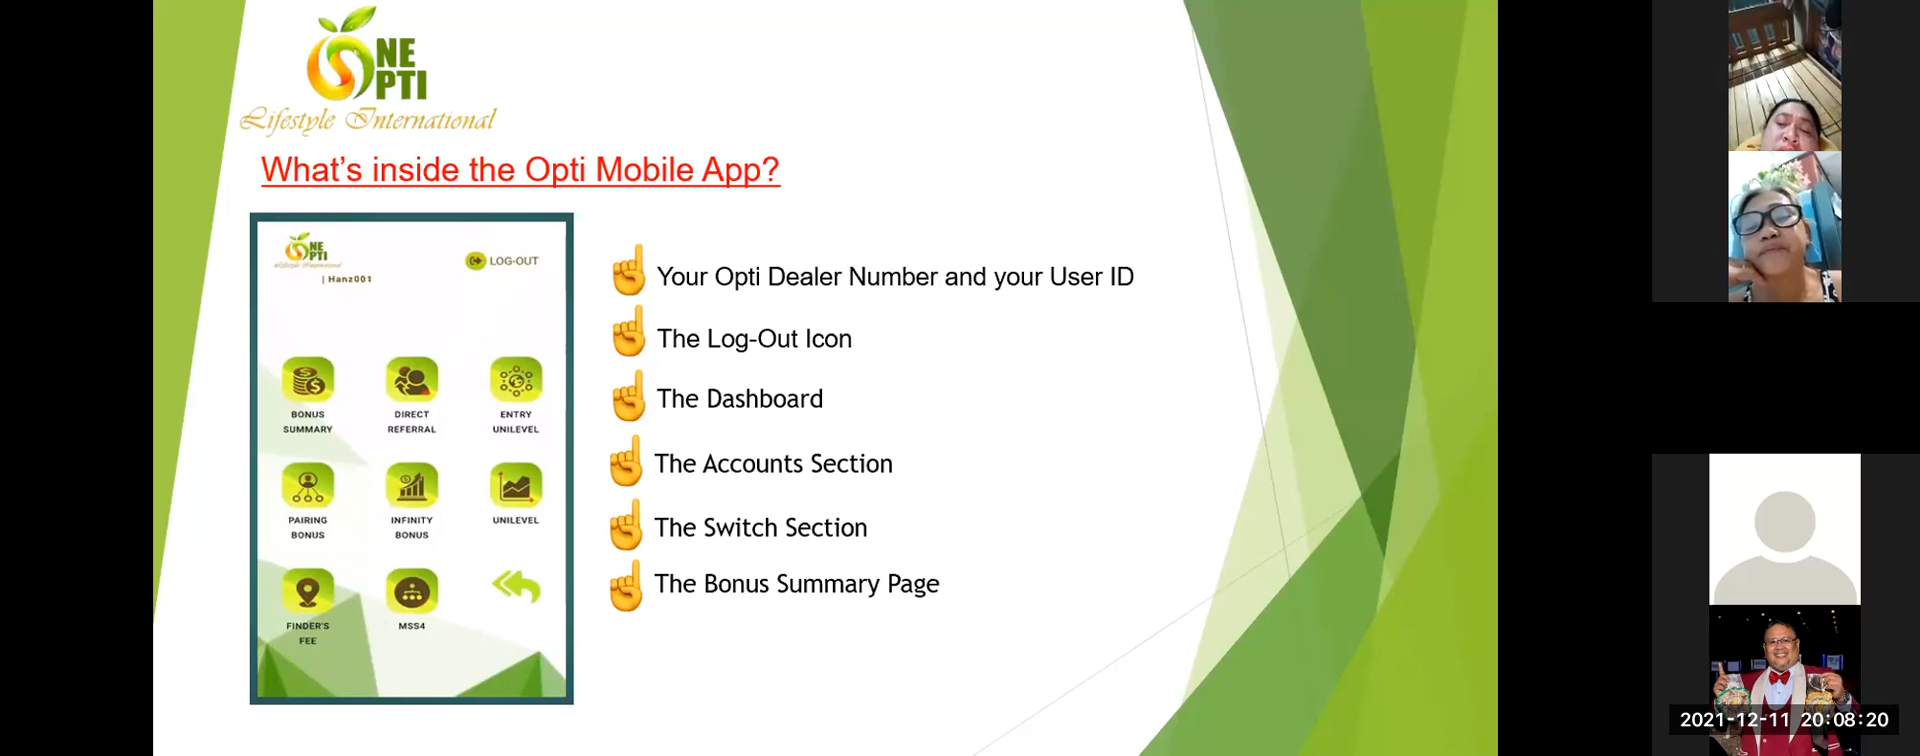 NE
PTI
Lifestyle International
What's inside the Opti Mobile App?
NE
PTI
Lifestyle International
| Hanz001
LOG-OUT
BONUS
SUMMARY
DIRECT
REFERRAL
ENTRY
UNILEVEL
PAIRING
BONUS
INFINITY
BONUS
UNILEVEL
FINDER'S
FEE
MSS4
Your Opti Dealer Number and your User ID
The Log-Out Icon
The Dashboard
The Accounts Section
The Switch Section
The Bonus Summary Page
2021-12-11 20:08:20